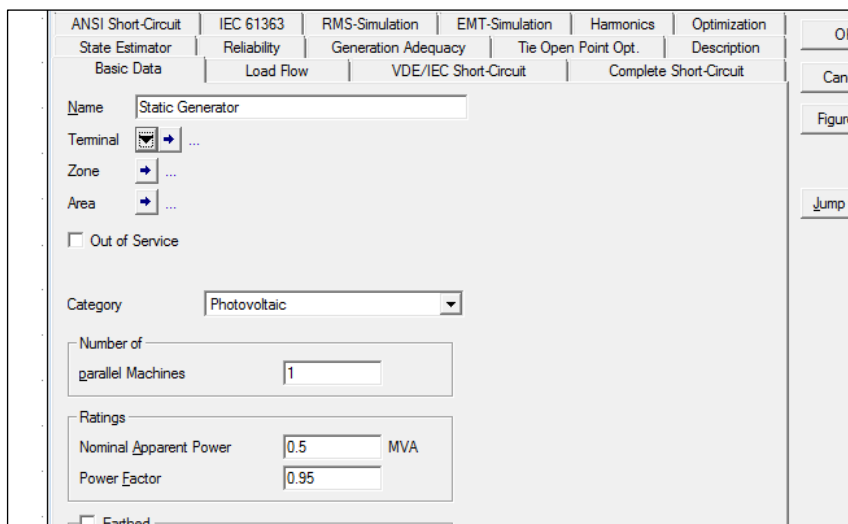 ANSI Short-Circuit IEC 61363 RMS-Simulation EMT-Simulation Harmonics Optimization
State Estimator Reliability Generation Adequacy Tie Open Point Opt. Description
Basic Data Load Flow VDE/IEC Short-Circuit Complete Short-Circuit
Name Static Generator
Terminal ...
Zone ...
Area ...
Out of Service
Category Photovoltaic
Number of
parallel Machines 1
Ratings
Nominal Apparent Power 0.5 MVA
Power Factor 0.95
Earthed
Can
Figure
Jump